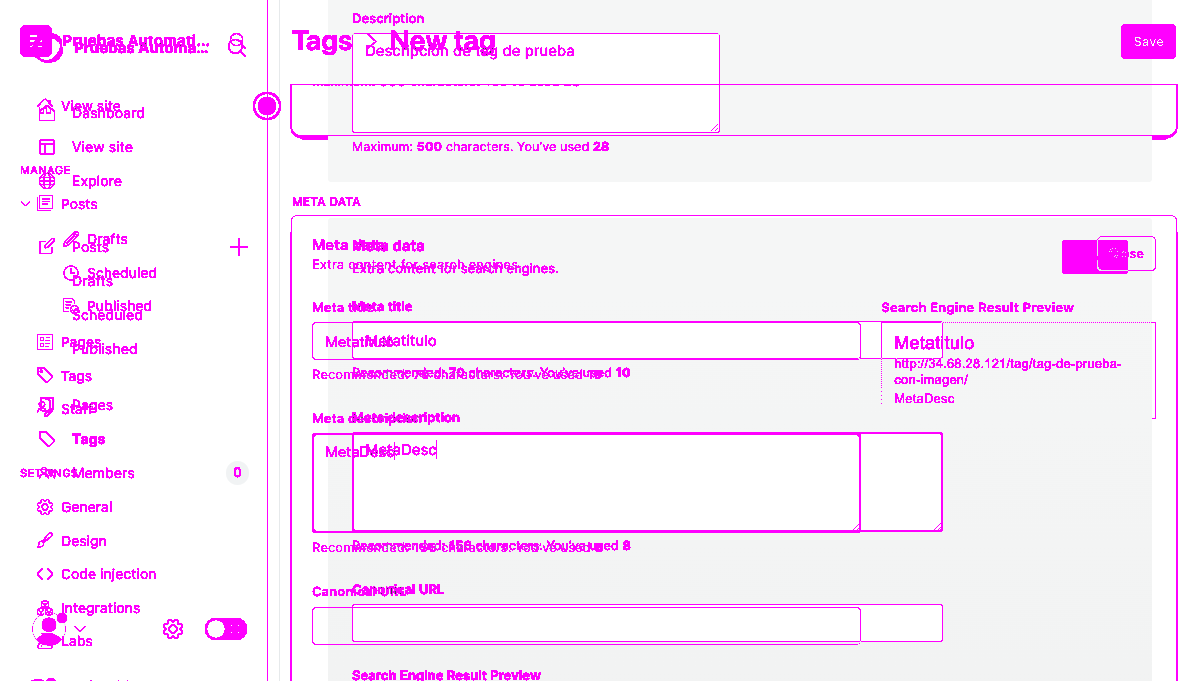 Pruebas Automati...
Pruebas Automa...
View site
Dashboard
View site
MANAGE
Explore
Posts
Drafts
Posts
Scheduled
Drafts
Published
Scheduled
Pages
Published
Tags
Pages
Staff
Tags
SETTINGS
Members
0
General
Design
Code injection
Integrations
Labs
Description
Tags > New tag
Save
Descripcion de tag de prueba
Maximum: 500 characters. You've used 28
META DATA
Meta data
Meta data
Extra content for search engines.
Extra content for search engines.
Close
Meta title
Meta title
Search Engine Result Preview
Metatitulo
Metatitulo
Metatitulo
http://34.68.28.121/tag/tag-de-prueba-
con-imagen/
MetaDesc
Recommended: 70 characters. You've used 10
Meta description
Meta description
MetaDesc
MetaDesc
Recommended: 156 characters. You've used 8
Canonical URL
Canonical URL
Search Engine Result Preview